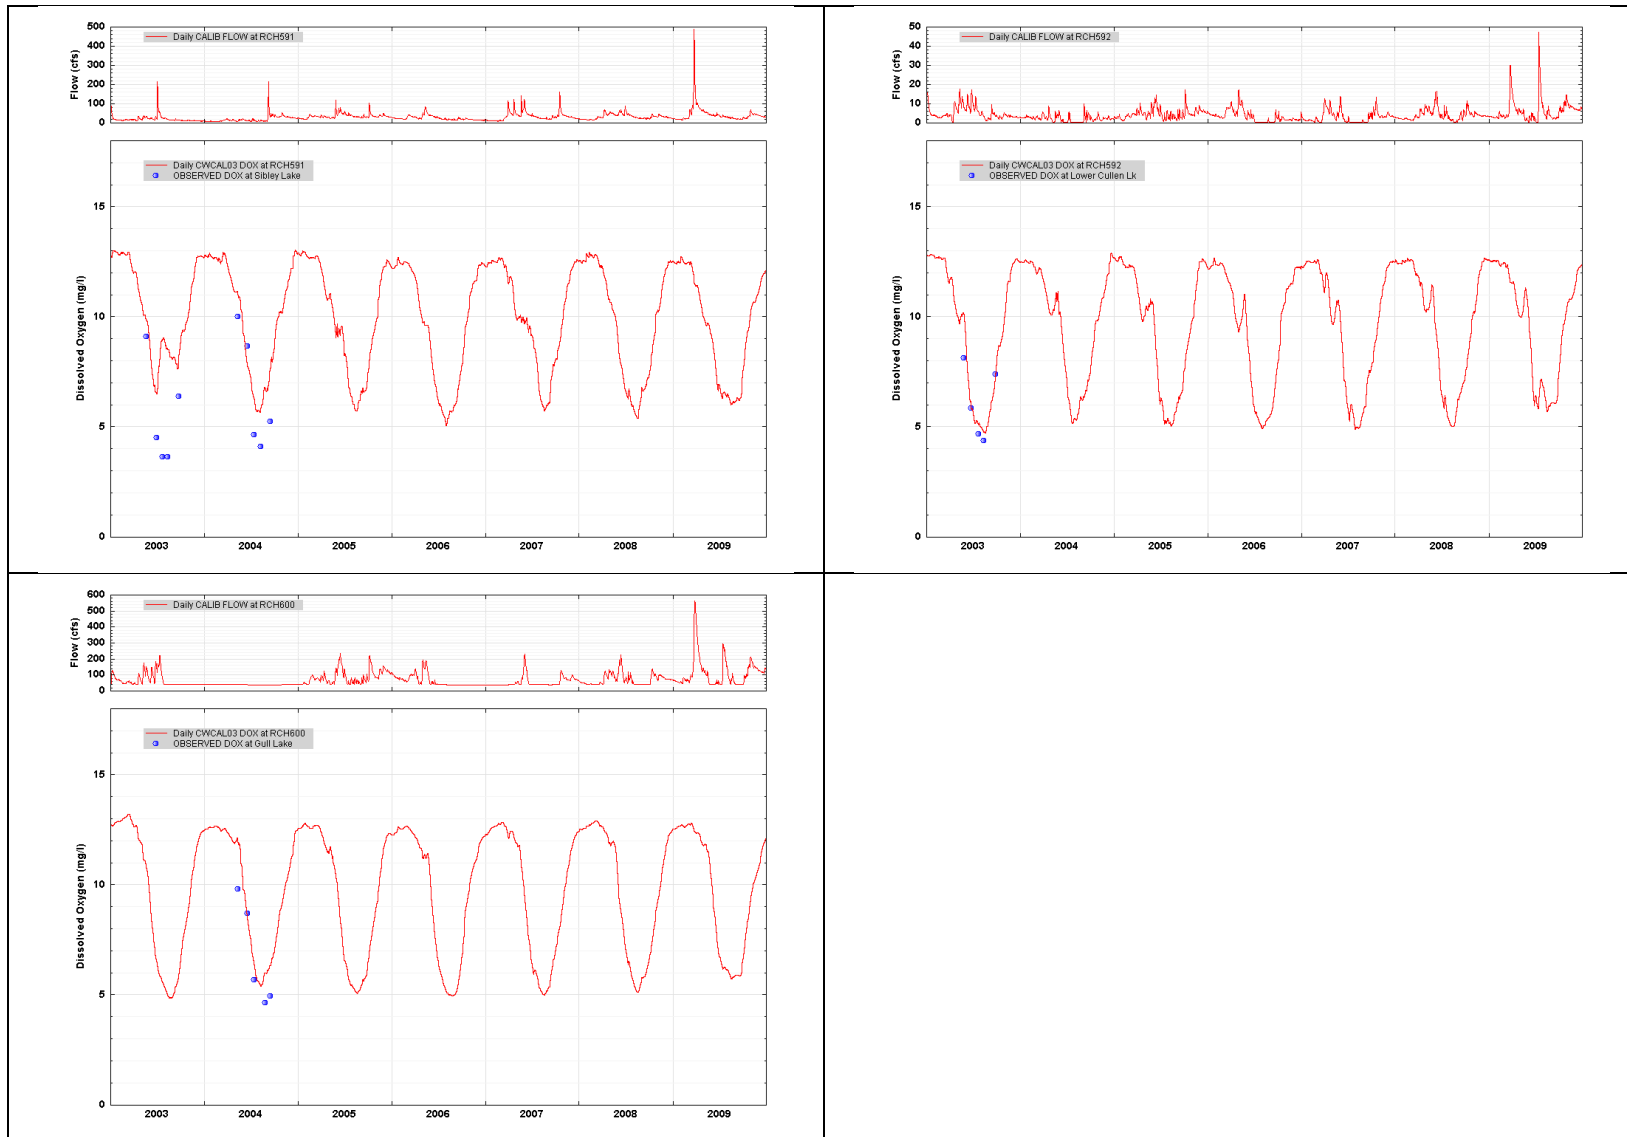 500
400
300
200
100
0
Flow (cfs)
Daily CALIB FLOW at RCH591
Daily CWCAL03 DOX at RCH591
OBSERVED DOX at Sibley Lake
15
10
5
0
Dissolved Oxygen (mg/l)
2003 2004 2005 2006 2007 2008 2009
50
40
30
20
10
0
Flow (cfs)
Daily CALIB FLOW at RCH592
Daily CWCAL03 DOX at RCH592
OBSERVED DOX at Lower Cullen Lk
15
10
5
0
Dissolved Oxygen (mg/l)
2003 2004 2005 2006 2007 2008 2009
600
500
400
300
200
100
0
Flow (cfs)
Daily CALIB FLOW at RCH600
Daily CWCAL03 DOX at RCH600
OBSERVED DOX at Gull Lake
15
10
5
0
Dissolved Oxygen (mg/l)
2003 2004 2005 2006 2007 2008 2009